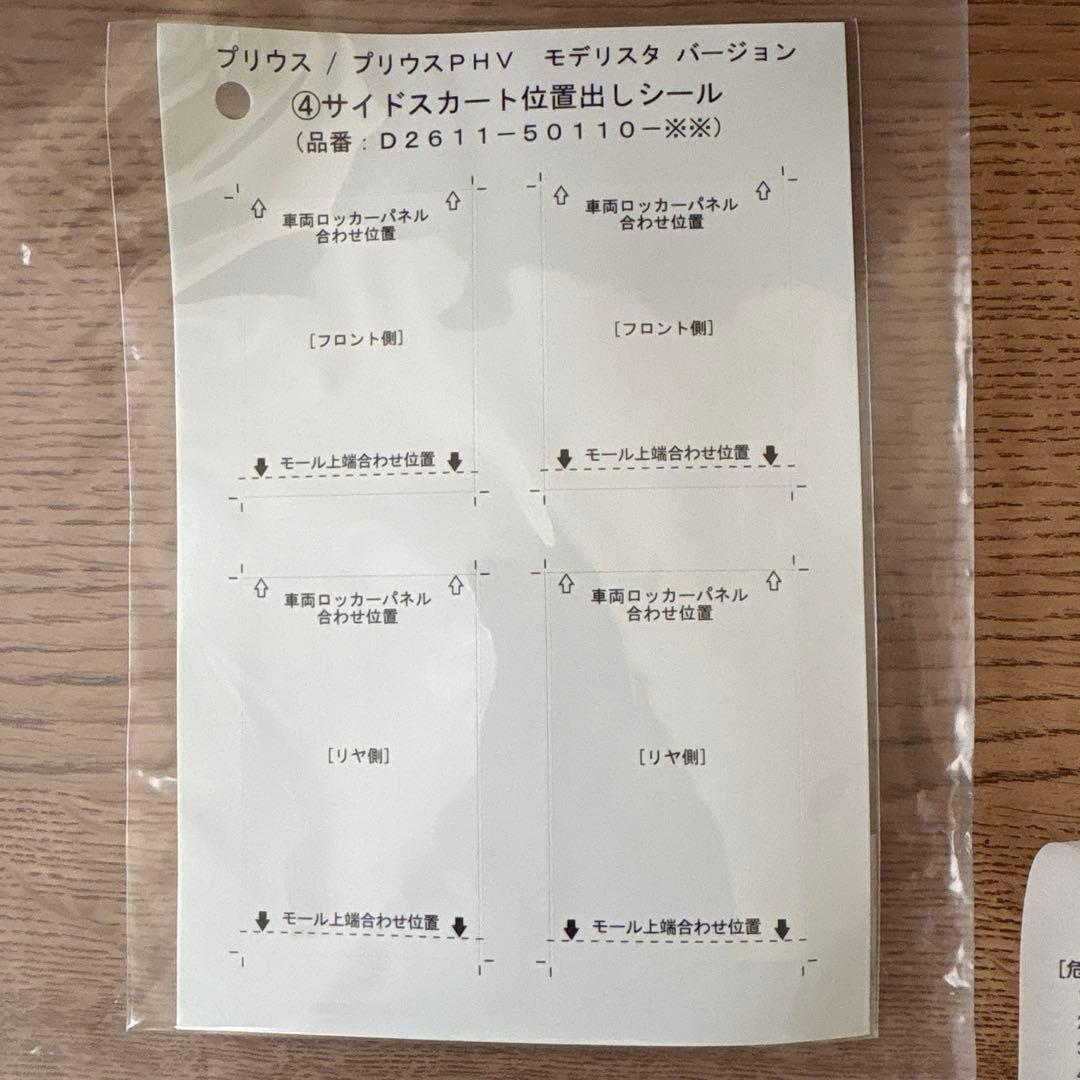 プリウス / プリウスPHV モデリスタ バージョン
④サイドスカート位置出しシール
（品番：D2611－50110－※※）
車両ロッカーパネル
合わせ位置
[フロント側]
モール上端合わせ位置
車両ロッカーパネル
合わせ位置
[フロント側]
モール上端合わせ位置
車両ロッカーパネル
合わせ位置
[リヤ側]
モール上端合わせ位置
車両ロッカーパネル
合わせ位置
[リヤ側]
モール上端合わせ位置